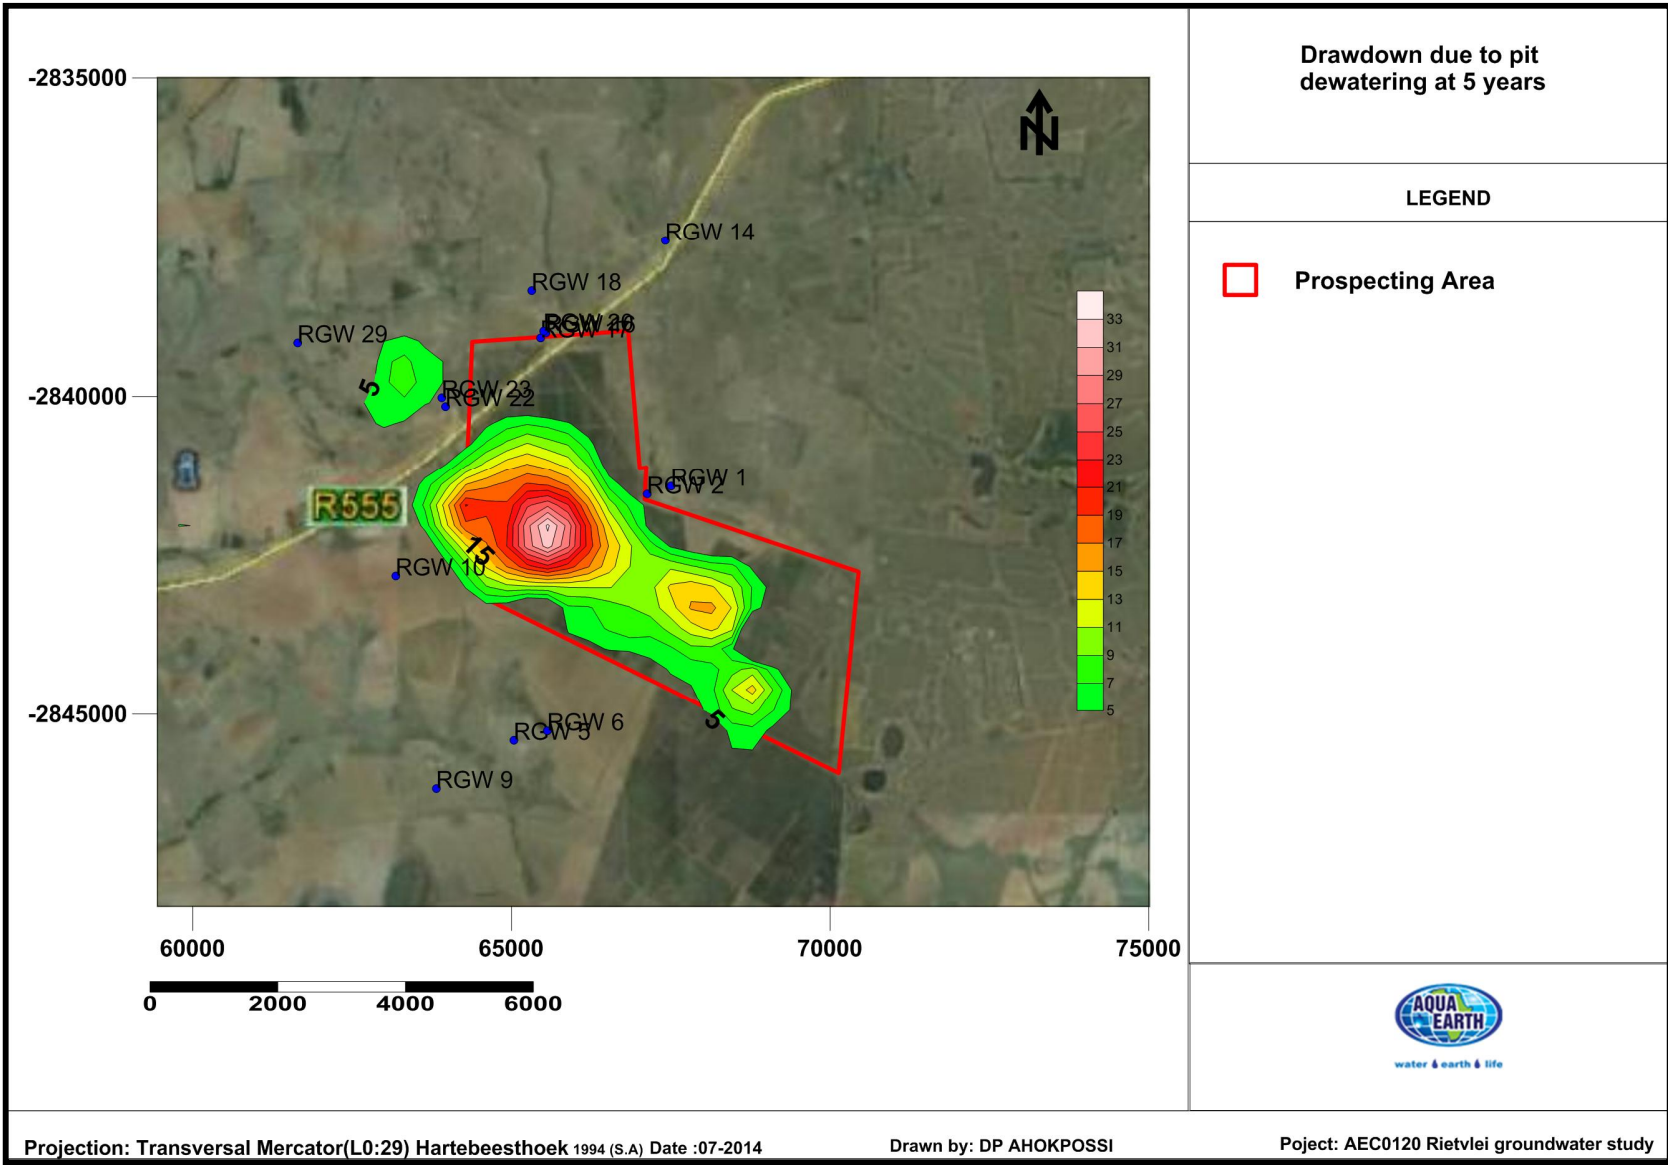 Drawdown due to pit
dewatering at 5 years
LEGEND
Prospecting Area
-2835000
-2840000
-2845000
60000
65000
70000
75000
0
2000
4000
6000
N
RGW 14
RGW 18
RGW 29
RGW 23
RGW 22
RGW 1
RGW 2
RGW 10
RGW 6
RGW 5
RGW 9
R555
5
15
5
33
31
29
27
25
23
21
19
17
15
13
11
9
7
5
AQUA
EARTH
water earth life
Projection: Transversal Mercator(L0:29) Hartebeesthoek 1994 (S.A) Date :07-2014
Drawn by: DP AHOKPOSSI
Poject: AEC0120 Rietvlei groundwater study